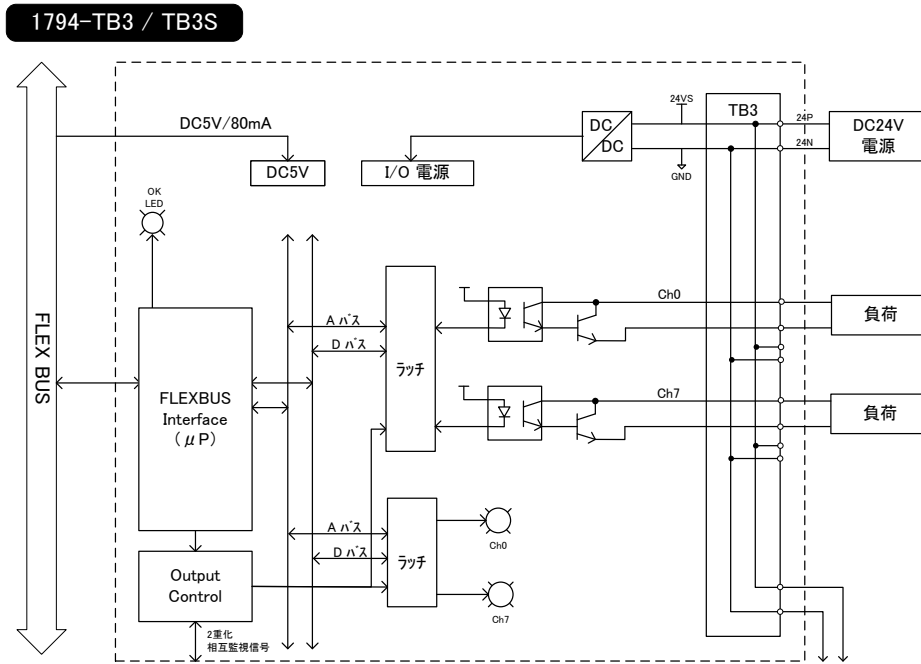 1794-TB3 / TB3S
FLEX BUS
DC5V/80mA
DC5V
I/O 電源
DC/DC
24VS
GND
TB3
24P
24N
DC24V
電源
OK
LED
FLEXBUS
Interface
(μP)
A バス
D バス
ラッチ
Ch0
負荷
Ch7
負荷
A バス
D バス
ラッチ
Ch0
Ch7
Output
Control
2重化
相互監視信号